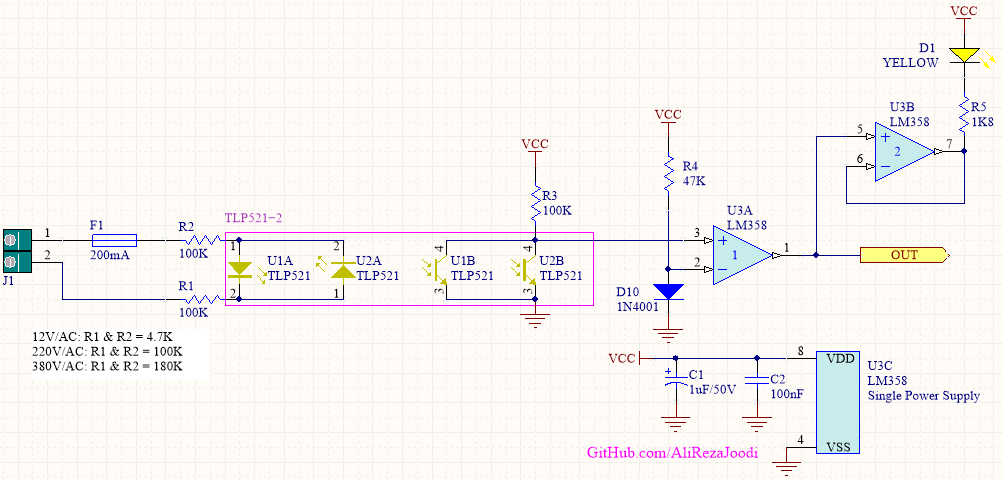 VCC
D1
YELLOW
R5
1K8
U3B
LM358
5
6
7
2
VCC
R4
47K
VCC
R3
100K
U3A
LM358
3
2
1
1
OUT
TLP521-2
J1
1
2
F1
200mA
R2
100K
R1
100K
1
2
U1A
TLP521
2
1
U2A
TLP521
4
3
U1B
TLP521
4
3
U2B
TLP521
D10
1N4001
12V/AC: R1 & R2 = 4.7K
220V/AC: R1 & R2 = 100K
380V/AC: R1 & R2 = 180K
VCC
C1
1uF/50V
C2
100nF
8
VDD
4
VSS
U3C
LM358
Single Power Supply
GitHub.com/AliRezaJoodi